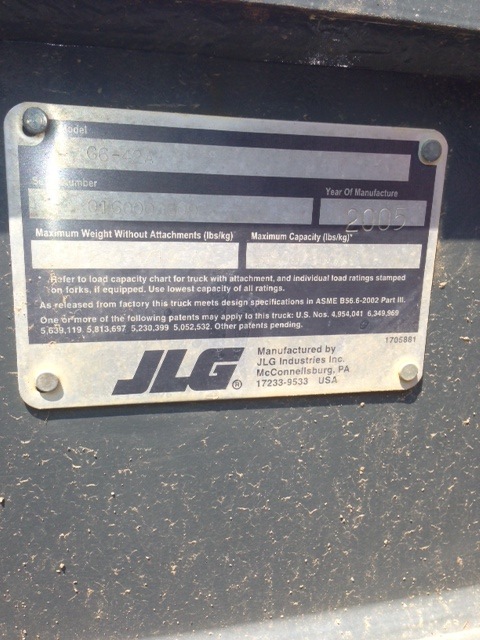 Model
G6-42A
Number
Year Of Manufacture
2005
Maximum Weight Without Attachments (lbs/kg)
Maximum Capacity (lbs/kg)*
* Refer to load capacity chart for truck with attachment, and individual load ratings stamped
on forks, if equipped. Use lowest capacity of all ratings.
As released from factory this truck meets design specifications in ASME B56.6-2002 Part III.
One or more of the following patents may apply to this truck: U.S. Nos. 4,954,041 6,349,969
5,639,119 5,813,697 5,230,399 5,052,532. Other patents pending.
1705881
JLG®
Manufactured by
JLG Industries Inc.
McConnellsburg, PA
17233-9533 USA